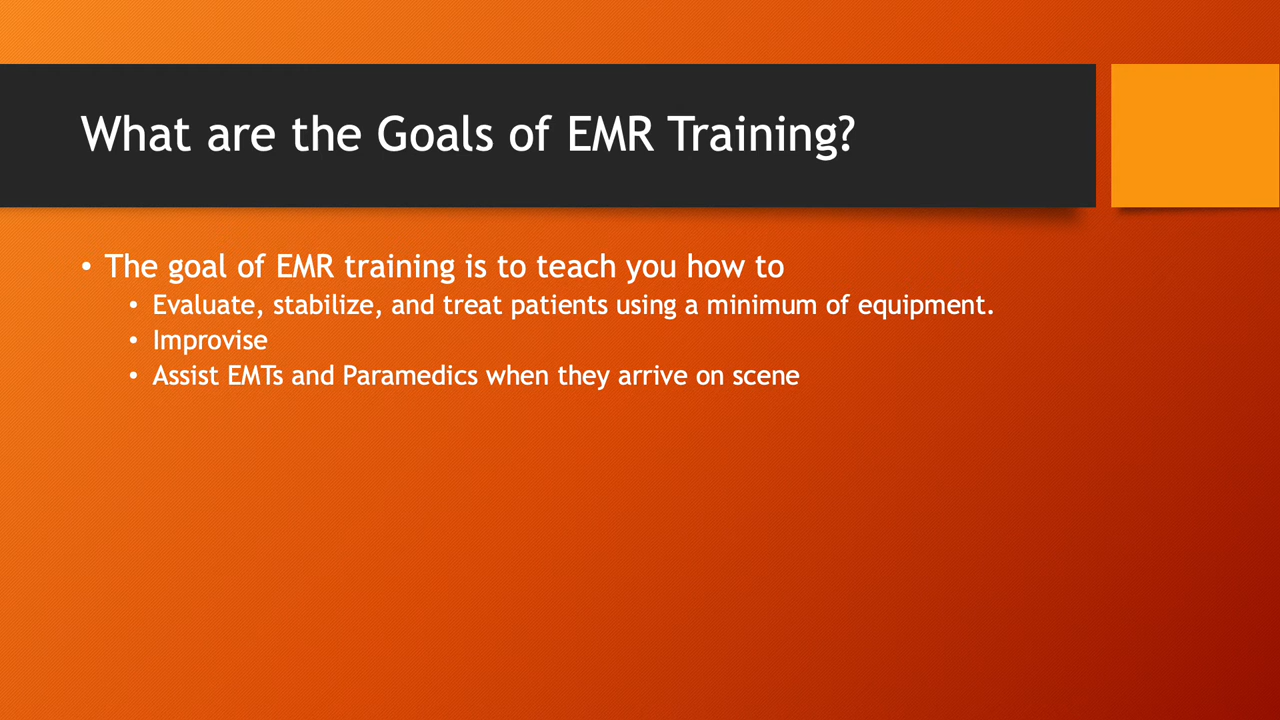 What are the Goals of EMR Training?
• The goal of EMR training is to teach you how to
• Evaluate, stabilize, and treat patients using a minimum of equipment.
• Improvise
• Assist EMTs and Paramedics when they arrive on scene